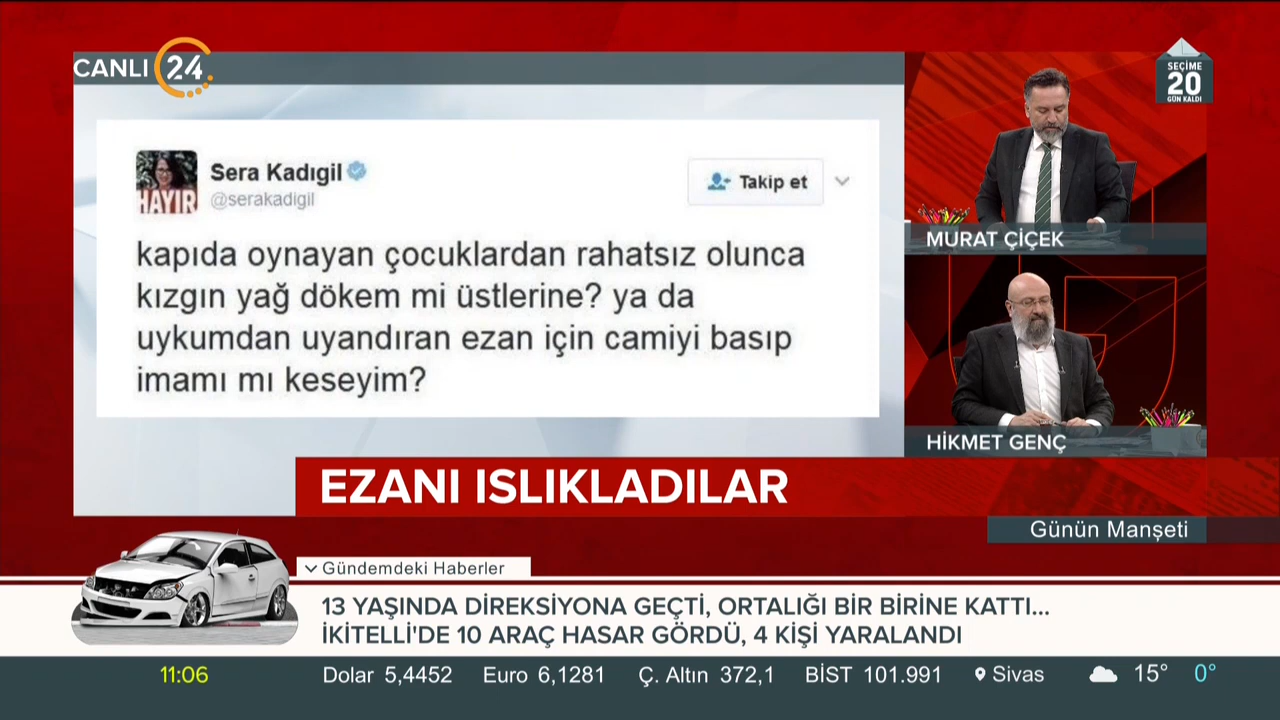 CANLI 24
SEÇİME
20
GÜN KALDI
Sera Kadıgil
@serakadigil
HAYIR
Takip et
kapıda oynayan çocuklardan rahatsız olunca
kızgın yağ dökem mi üstlerine? ya da
uykumdan uyandıran ezan için camiyi basıp
imamı mı keseyim?
MURAT ÇİÇEK
HİKMET GENÇ
EZANI ISLIKLADILAR
Günün Manşeti
Gündemdeki Haberler
13 YAŞINDA DİREKSİYONA GEÇTİ, ORTALIĞI BİR BİRİNE KATTI...
İKİTELLİ'DE 10 ARAÇ HASAR GÖRDÜ, 4 KİŞİ YARALANDI
11:06 Dolar 5,4452 Euro 6,1281 Ç. Altın 372,1 BİST 101.991 Sivas 15° 0°